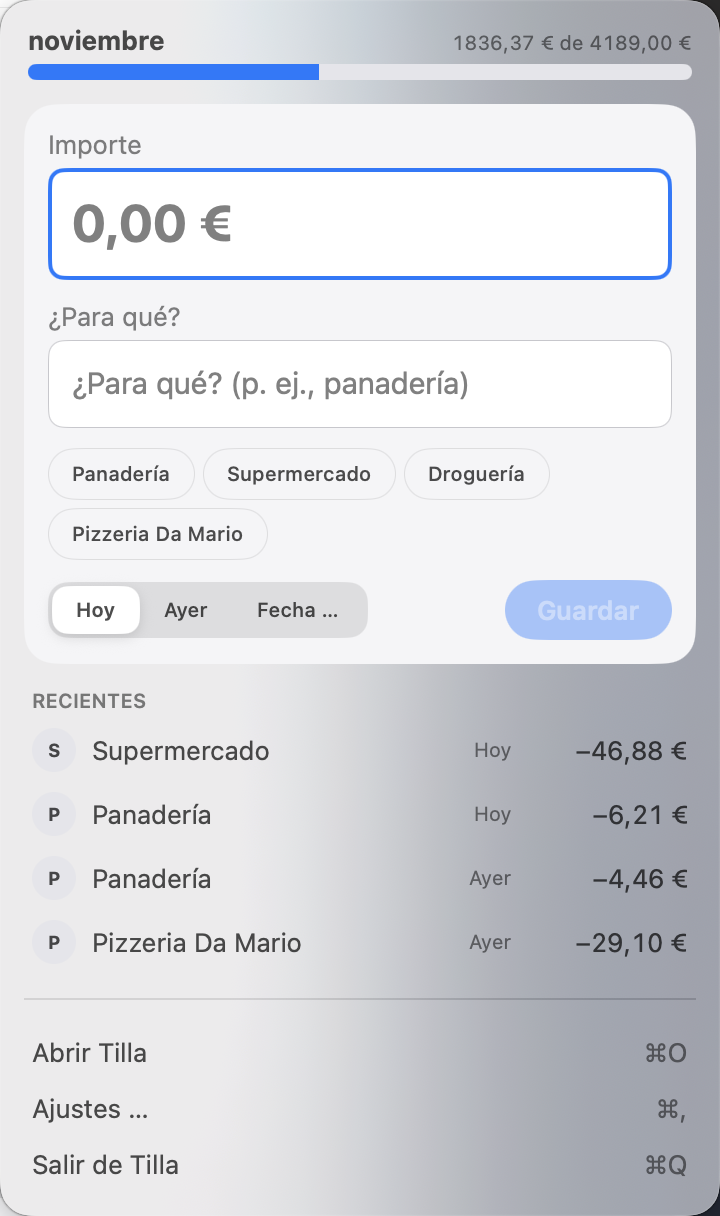 noviembre 1836,37 € de 4189,00 €
Importe
0,00 €
¿Para qué?
¿Para qué? (p. ej., panadería)
Panadería Supermercado Droguería
Pizzeria Da Mario
Hoy Ayer Fecha ... Guardar
RECIENTES
S Supermercado Hoy −46,88 €
P Panadería Hoy −6,21 €
P Panadería Ayer −4,46 €
P Pizzeria Da Mario Ayer −29,10 €
Abrir Tilla ⌘O
Ajustes ... ⌘,
Salir de Tilla ⌘Q